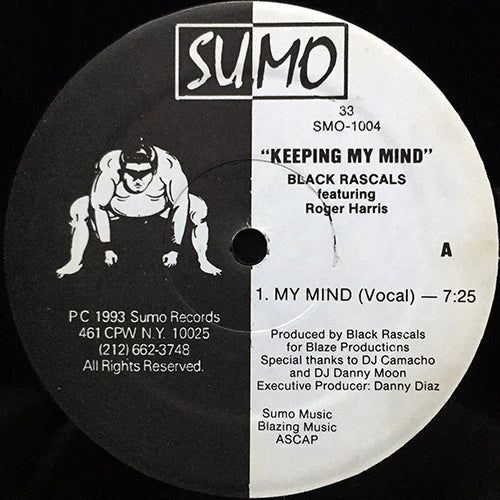 SUMO
33
SMO-1004
"KEEPING MY MIND"
BLACK RASCALS
featuring
Roger Harris
A
1. MY MIND (Vocal) — 7:25
P C 1993 Sumo Records
461 CPW N.Y. 10025
(212) 662-3748
All Rights Reserved.
Produced by Black Rascals
for Blaze Productions
Special thanks to DJ Camacho
and DJ Danny Moon
Executive Producer: Danny Diaz
Sumo Music
Blazing Music
ASCAP